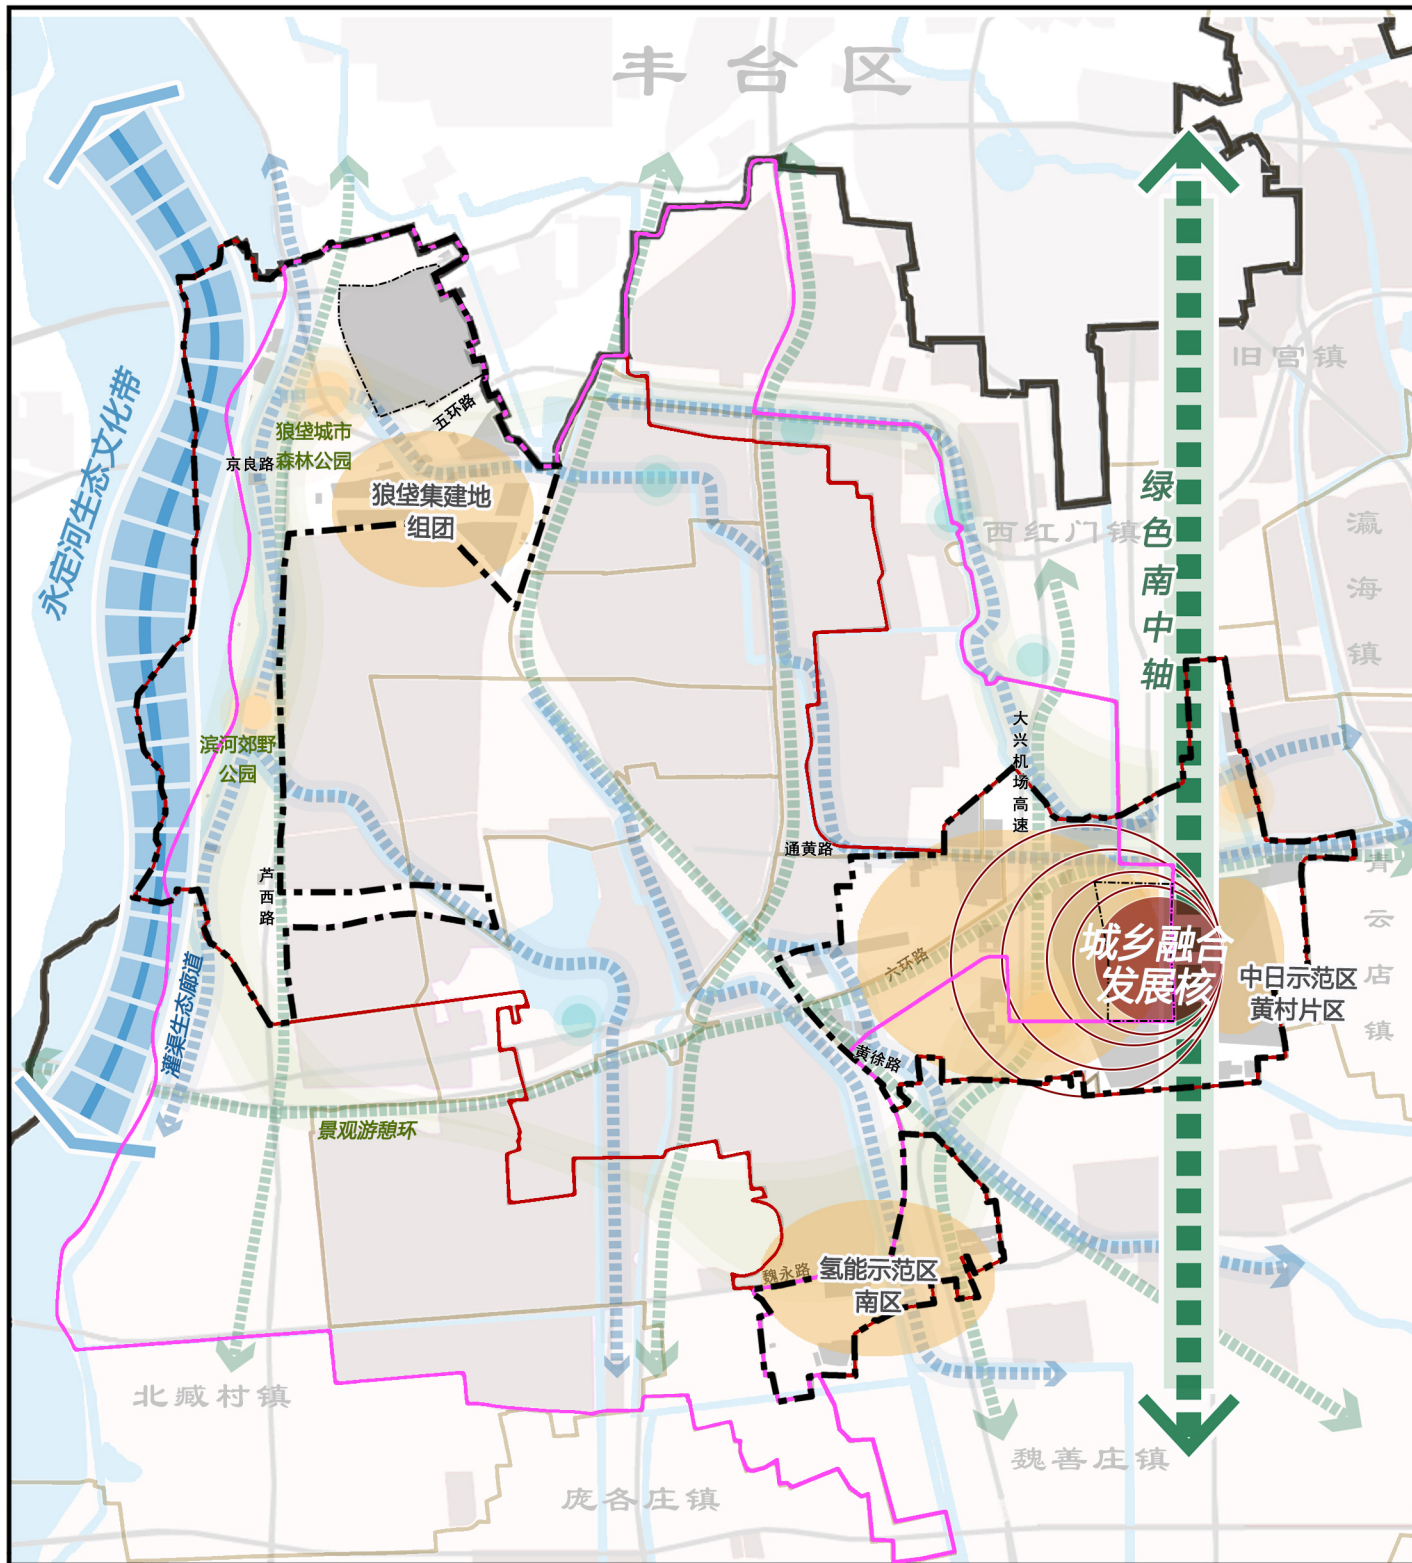 丰台区
旧宫镇
永定河生态文化带
五环路
狼垡城市
森林公园
京良路
狼垡集建地
组团
绿色南中轴
西红门镇
瀛海镇
滨河郊野
公园
大兴机场高速
通黄路
芦西路
青云店镇
六环路
城乡融合
发展核
中日示范区
黄村片区
灌渠生态廊道
黄徐路
景观游憩环
魏永路
氢能示范区
南区
北臧村镇
魏善庄镇
庞各庄镇